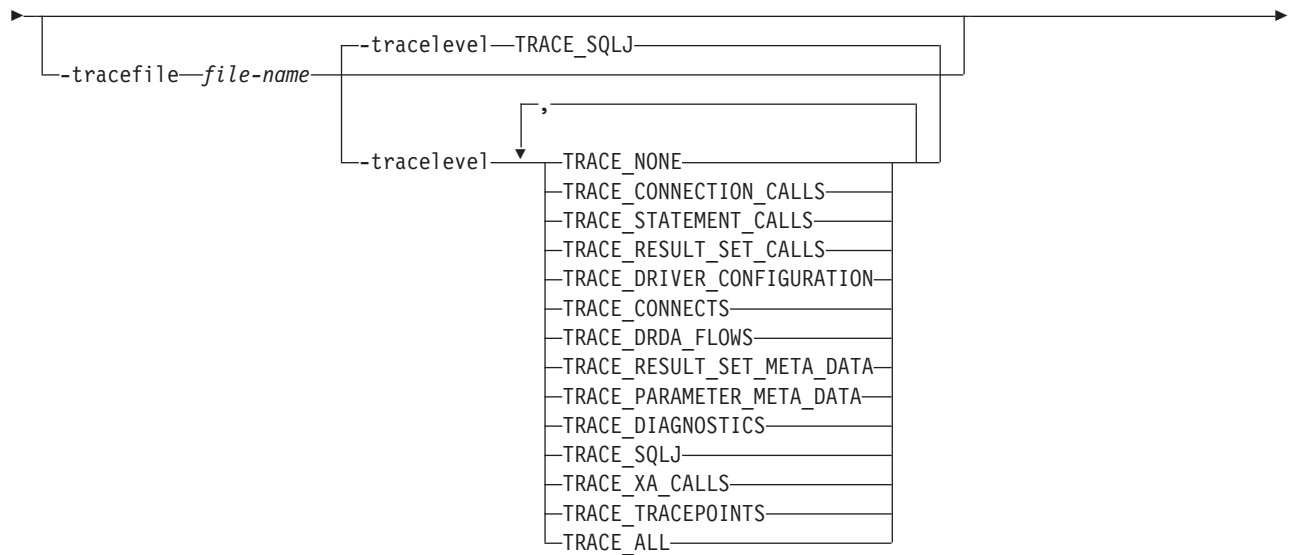 -tracelevel TRACE_SQLJ
-tracefile file-name
,
-tracelevel TRACE_NONE
TRACE_CONNECTION_CALLS
TRACE_STATEMENT_CALLS
TRACE_RESULT_SET_CALLS
TRACE_DRIVER_CONFIGURATION
TRACE_CONNECTS
TRACE_DRDA_FLOWS
TRACE_RESULT_SET_META_DATA
TRACE_PARAMETER_META_DATA
TRACE_DIAGNOSTICS
TRACE_SQLJ
TRACE_XA_CALLS
TRACE_TRACEPOINTS
TRACE_ALL